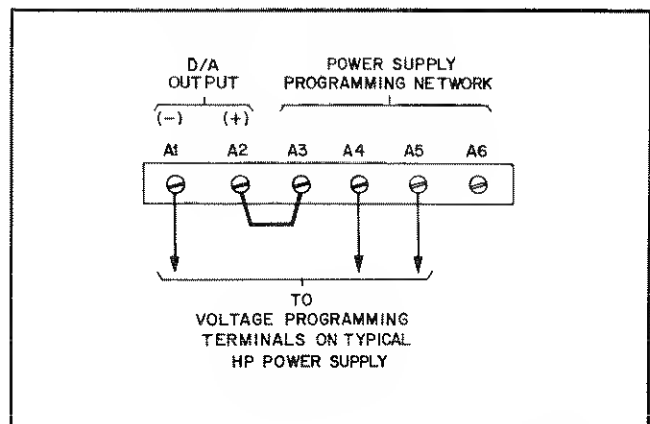 D/A
OUTPUT
POWER SUPPLY
PROGRAMMING NETWORK
(-) (+)
A1 A2 A3 A4 A5 A6
TO
VOLTAGE PROGRAMMING
TERMINALS ON TYPICAL
HP POWER SUPPLY